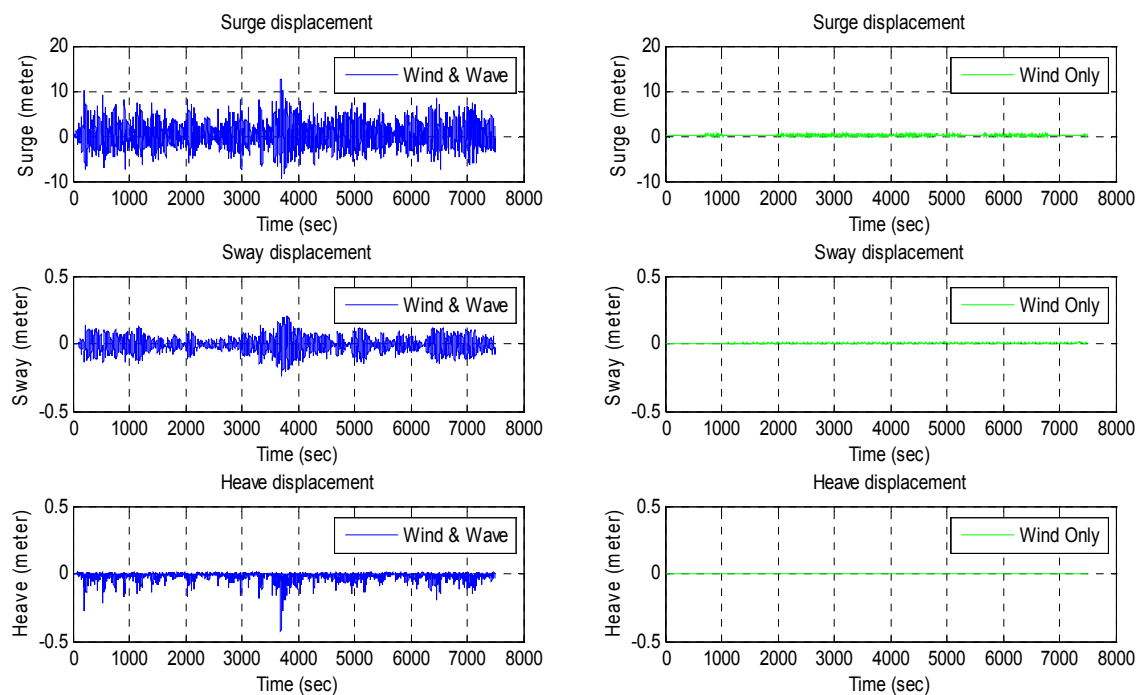 Surge displacement
20
10
0
-10
Surge (meter)
Wind & Wave
0 1000 2000 3000 4000 5000 6000 7000 8000
Time (sec)
Surge displacement
20
10
0
-10
Surge (meter)
Wind Only
0 1000 2000 3000 4000 5000 6000 7000 8000
Time (sec)
Sway displacement
0.5
0
-0.5
Sway (meter)
Wind & Wave
0 1000 2000 3000 4000 5000 6000 7000 8000
Time (sec)
Sway displacement
0.5
0
-0.5
Sway (meter)
Wind Only
0 1000 2000 3000 4000 5000 6000 7000 8000
Time (sec)
Heave displacement
0.5
0
-0.5
Heave (meter)
Wind & Wave
0 1000 2000 3000 4000 5000 6000 7000 8000
Time (sec)
Heave displacement
0.5
0
-0.5
Heave (meter)
Wind Only
0 1000 2000 3000 4000 5000 6000 7000 8000
Time (sec)